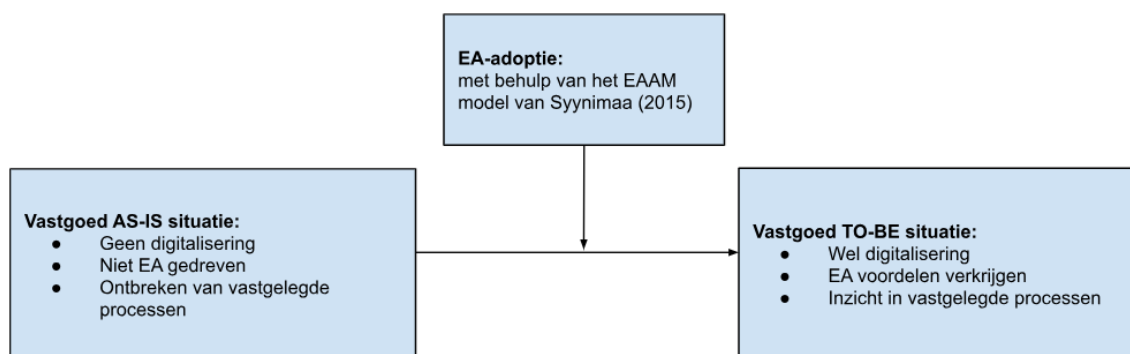 EA-adoptie:
met behulp van het EAAM
model van Syynimaa (2015)
Vastgoed AS-IS situatie:
● Geen digitalisering
● Niet EA gedreven
● Ontbreken van vastgelegde
processen
Vastgoed TO-BE situatie:
● Wel digitalisering
● EA voordelen verkrijgen
● Inzicht in vastgelegde processen